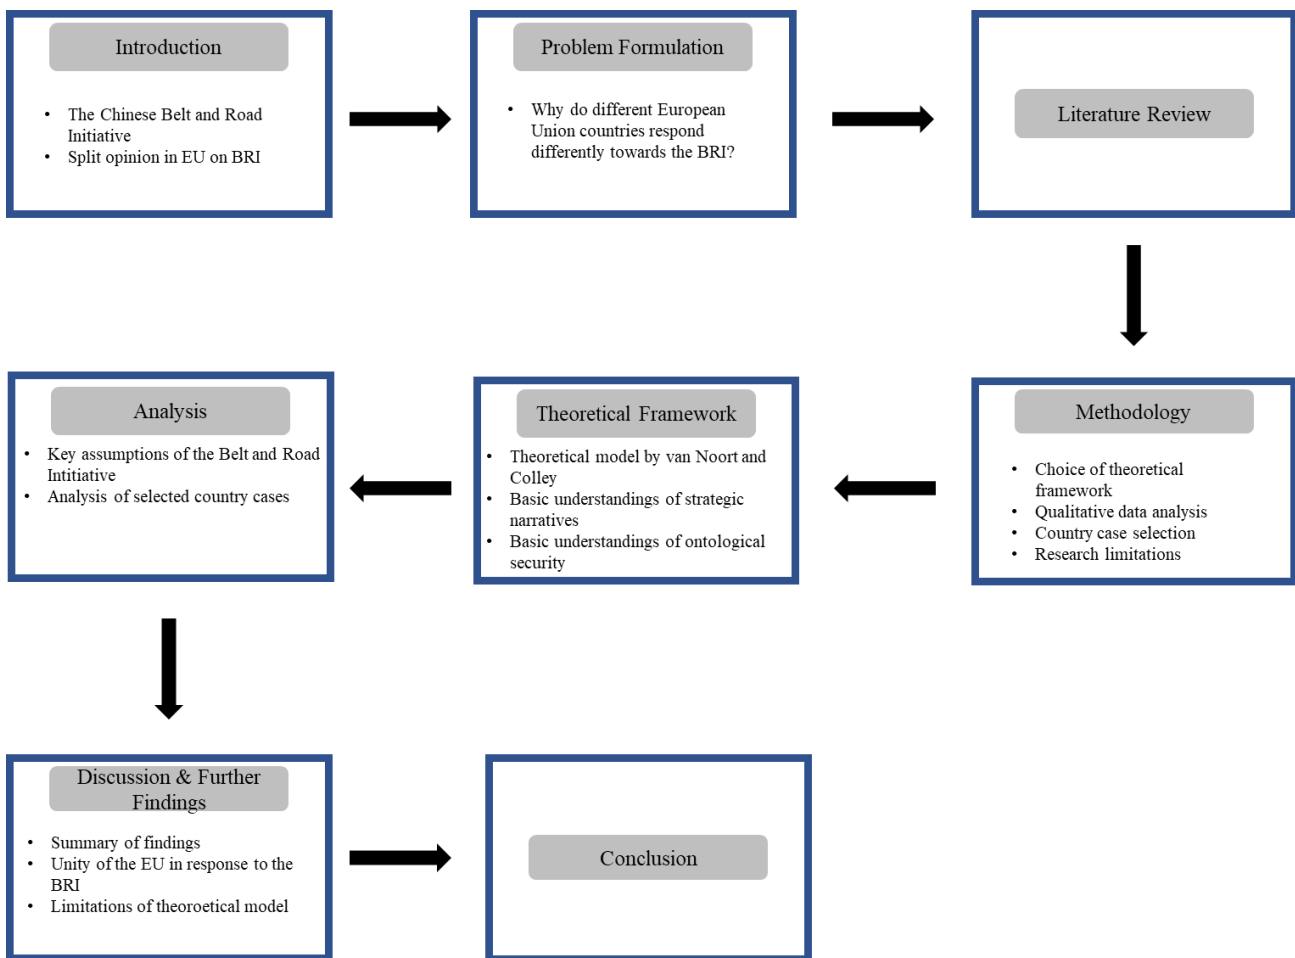 Introduction
• The Chinese Belt and Road
Initiative
• Split opinion in EU on BRI
Problem Formulation
• Why do different European
Union countries respond
differently towards the BRI?
Literature Review
Methodology
• Choice of theoretical
framework
• Qualitative data analysis
• Country case selection
• Research limitations
Theoretical Framework
• Theoretical model by van Noort and
Colley
• Basic understandings of strategic
narratives
• Basic understandings of ontological
security
Analysis
• Key assumptions of the Belt and Road
Intitiative
• Analysis of selected country cases
Discussion & Further
Findings
• Summary of findings
• Unity of the EU in response to the
BRI
• Limitations of theoroetical model
Conclusion